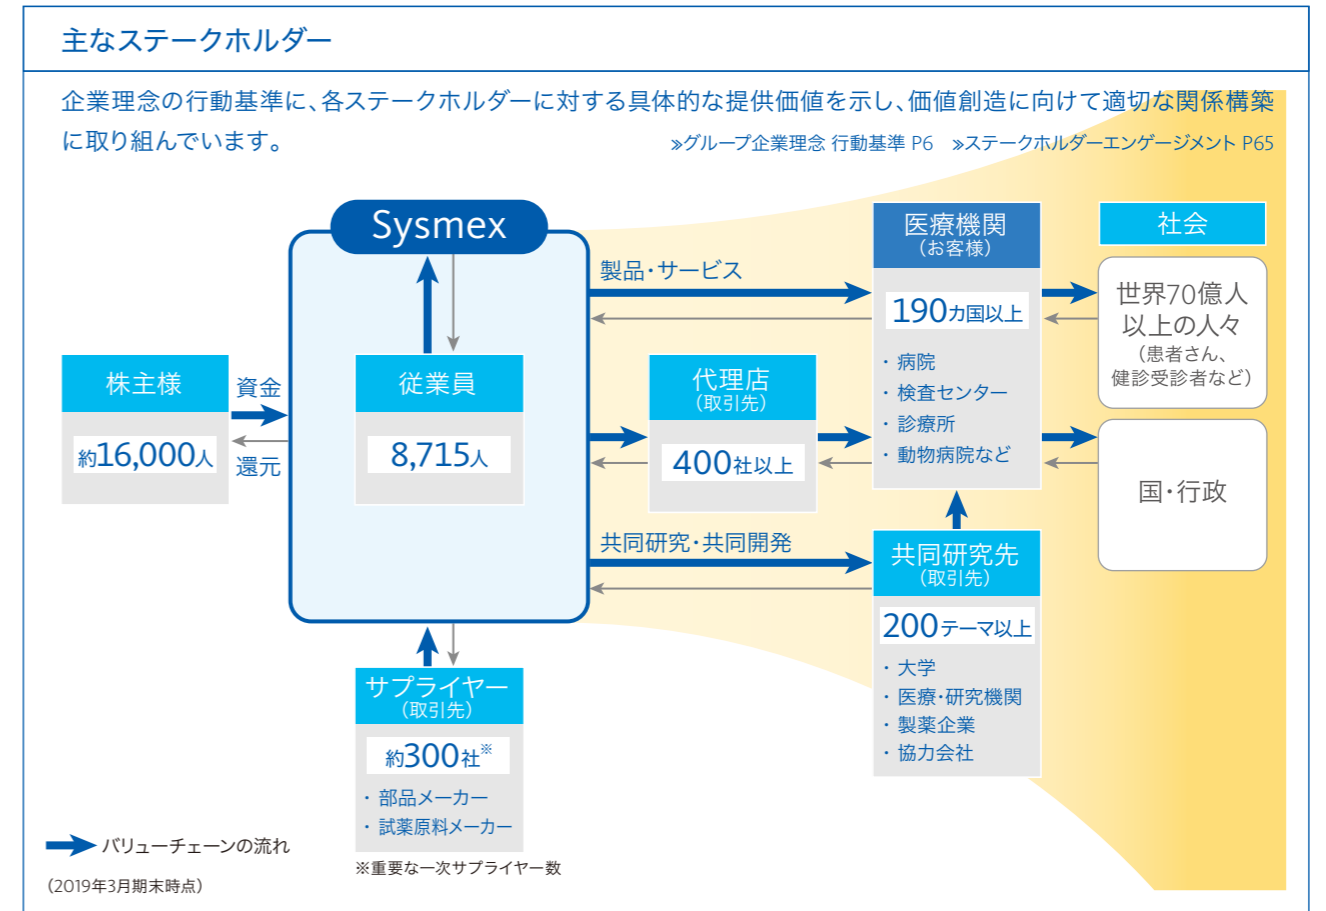 主なステークホルダー
企業理念の行動基準に、各ステークホルダーに対する具体的な提供価値を示し、価値創造に向けて適切な関係構築
に取り組んでいます。
»グループ企業理念 行動基準 P6 »ステークホルダーエンゲージメント P65
Sysmex
株主様
約16,000人
資金
還元
従業員
8,715人
製品・サービス
代理店
(取引先)
400社以上
共同研究・共同開発
医療機関
(お客様)
190カ国以上
・病院
・検査センター
・診療所
・動物病院など
社会
世界70億人
以上の人々
(患者さん、
健診受診者など)
国・行政
共同研究先
(取引先)
200テーマ以上
・大学
・医療・研究機関
・製薬企業
・協力会社
サプライヤー
(取引先)
約300社※
・部品メーカー
・試薬原料メーカー
※重要な一次サプライヤー数
バリューチェーンの流れ
(2019年3月期末時点)